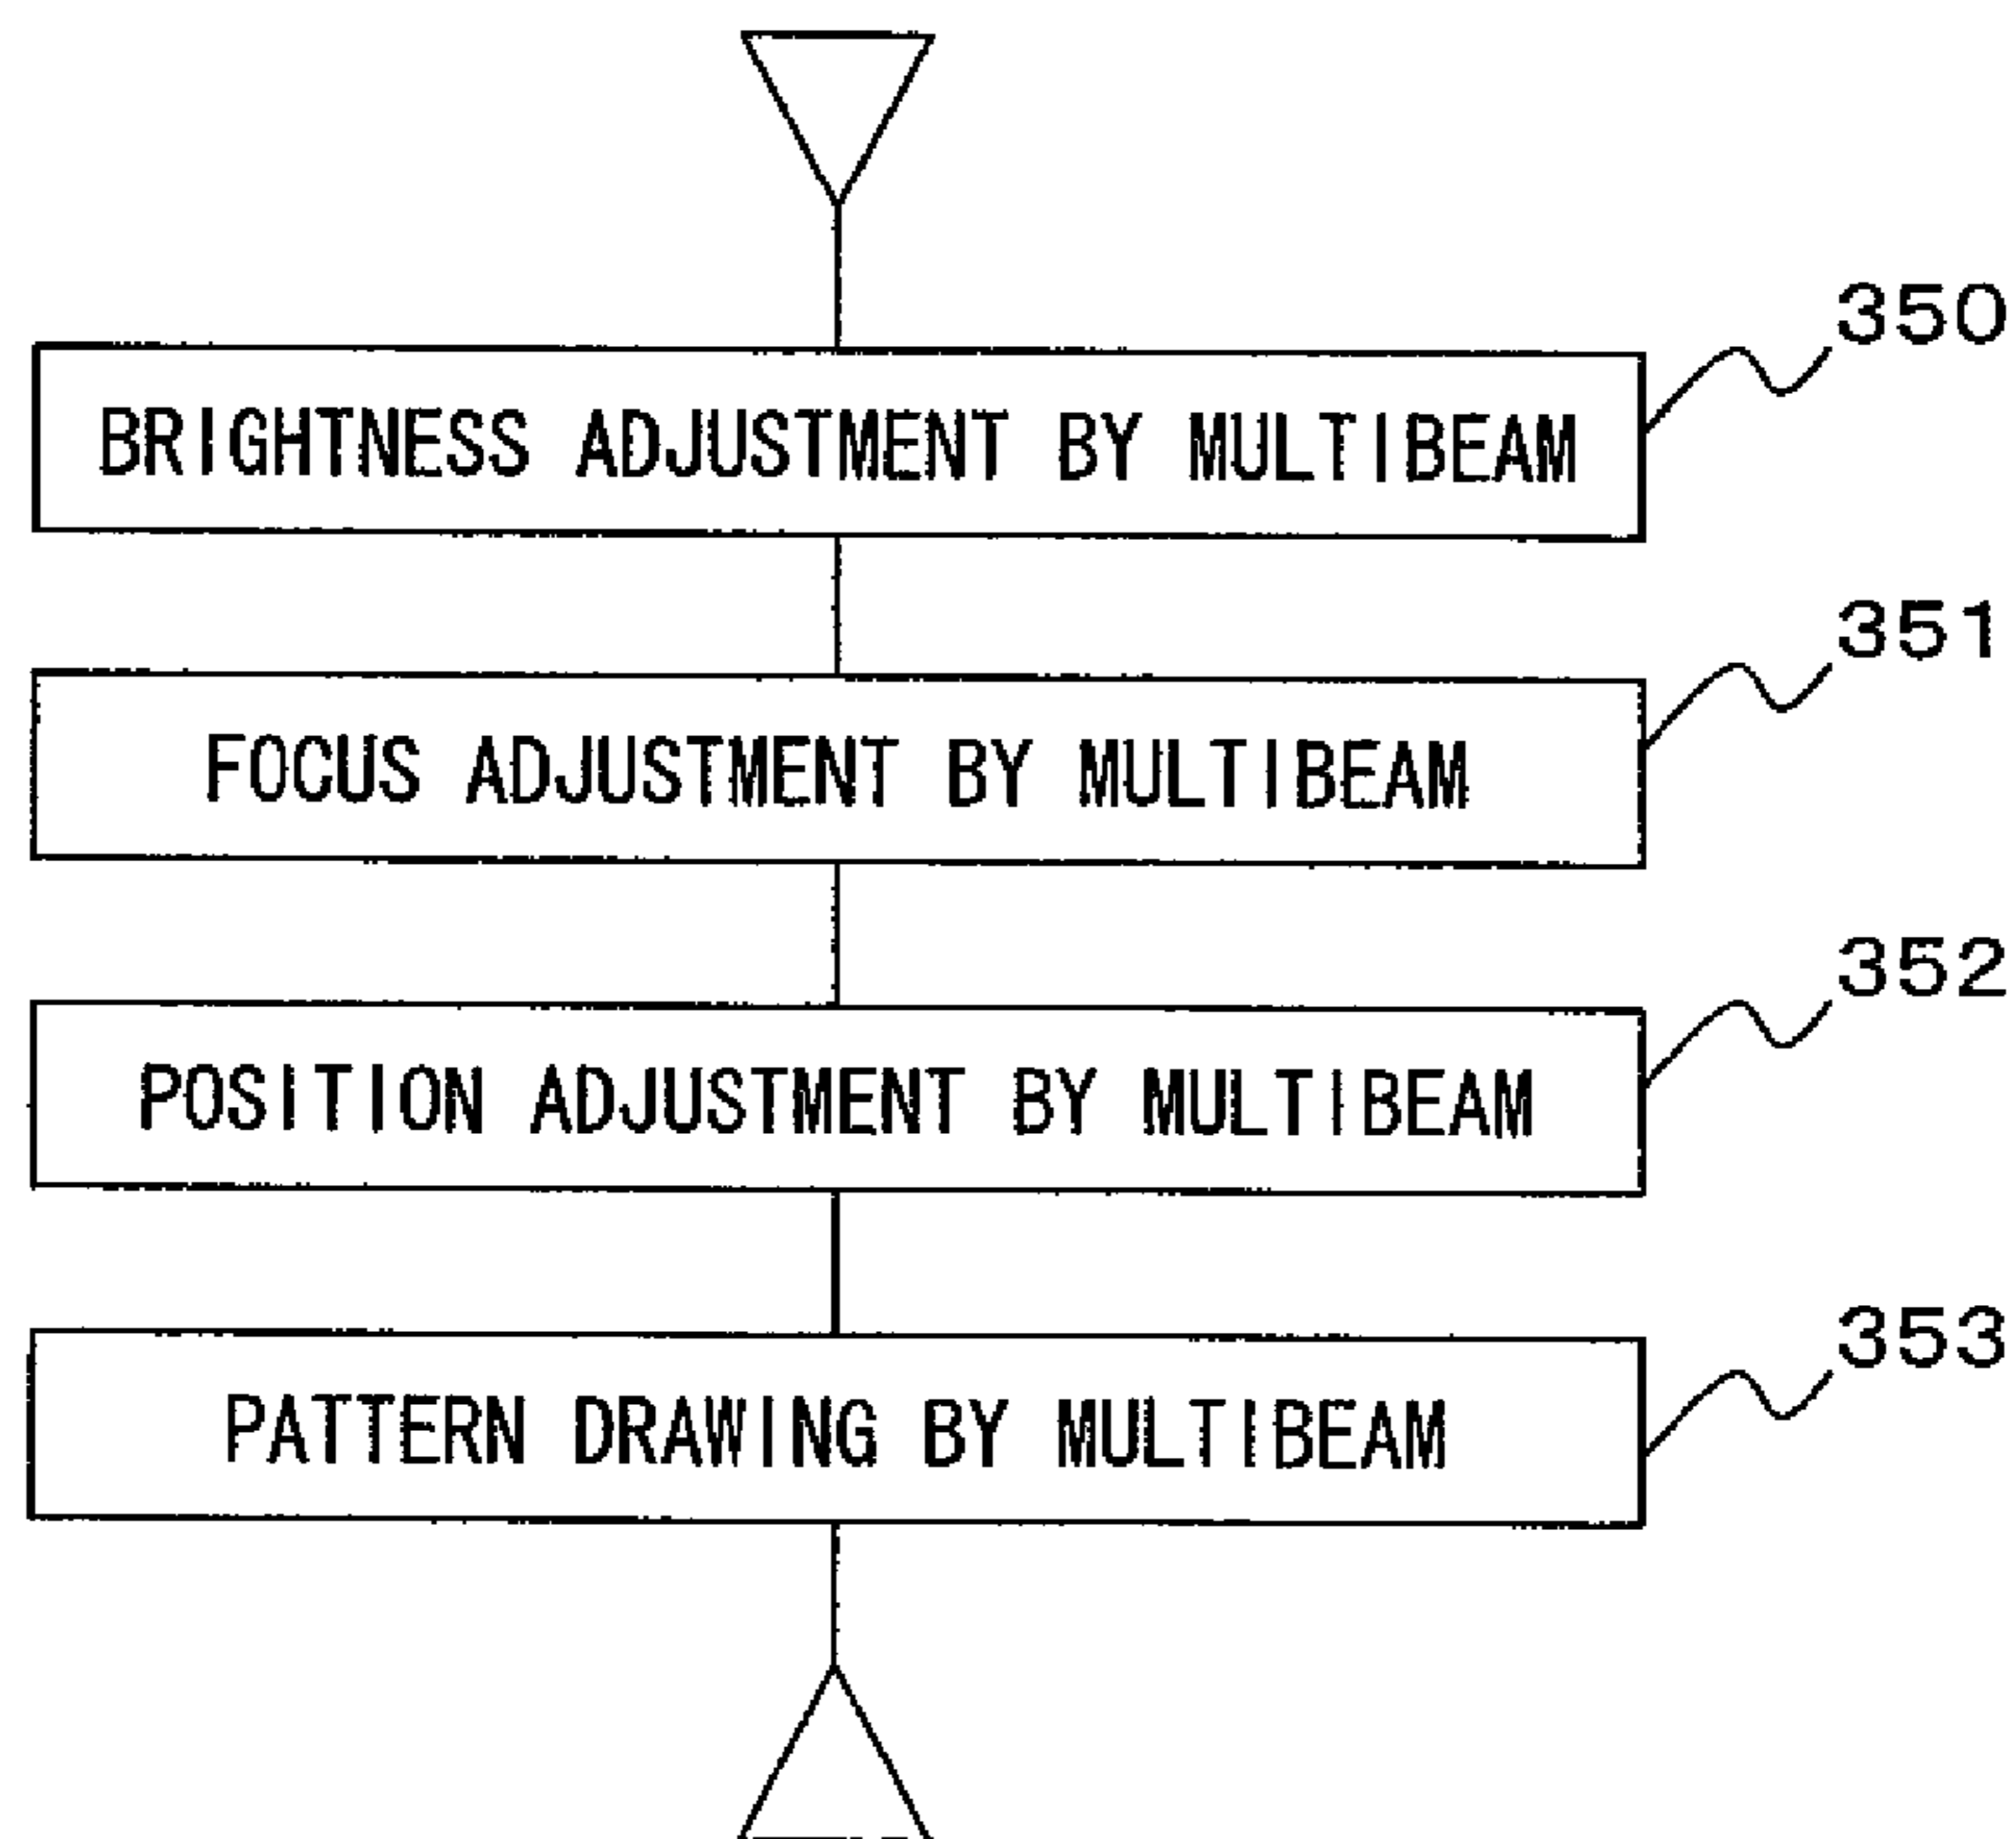 350
BRIGHTNESS ADJUSTMENT BY MULTIBEAM
351
FOCUS ADJUSTMENT BY MULTIBEAM
352
POSITION ADJUSTMENT BY MULTIBEAM
353
PATTERN DRAWING BY MULTIBEAM